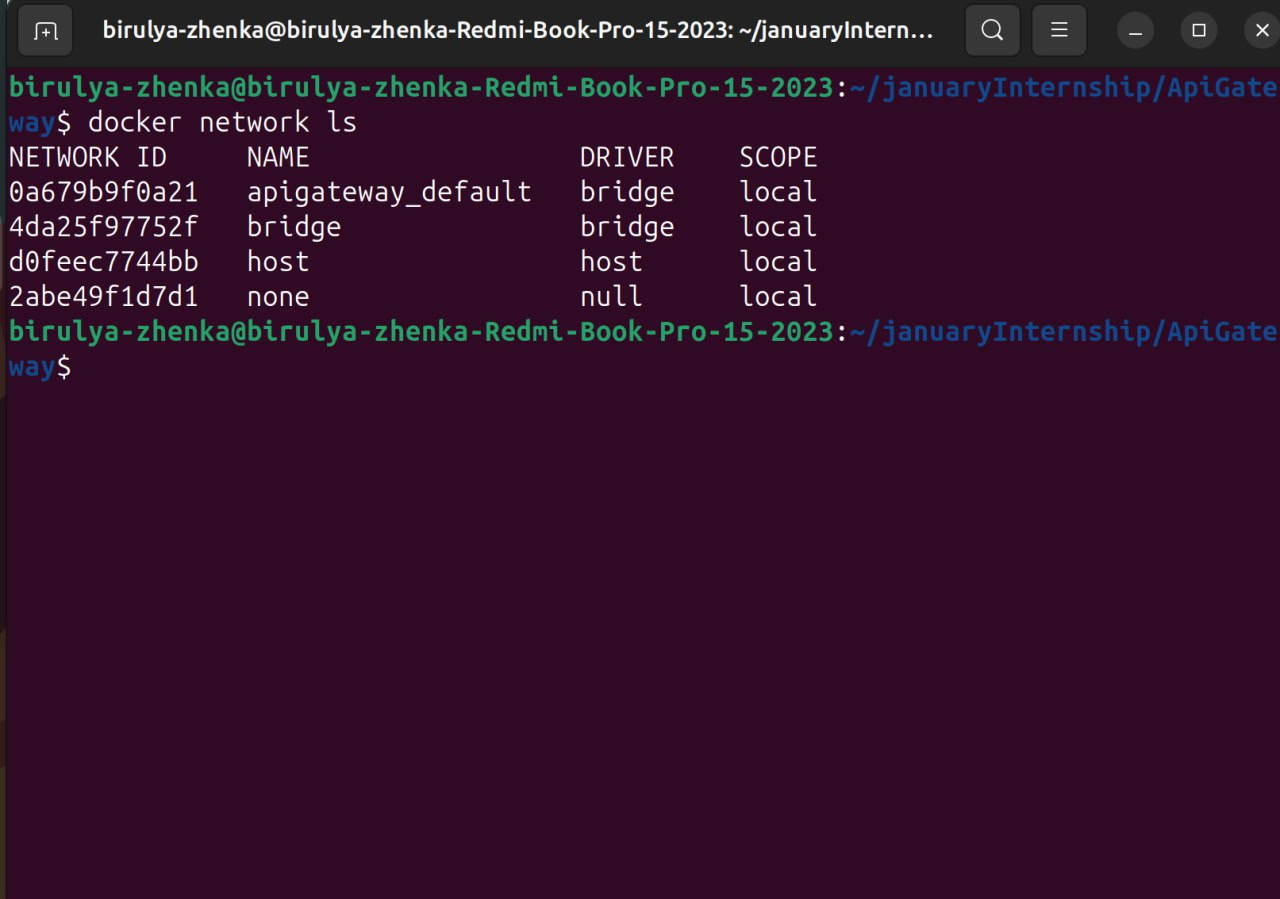 birulya-zhenka@birulya-zhenka-Redmi-Book-Pro-15-2023: ~/januaryIntern...
birulya-zhenka@birulya-zhenka-Redmi-Book-Pro-15-2023:~/januaryInternship/ApiGate
way$ docker network ls
NETWORK ID     NAME                 DRIVER    SCOPE
0a679b9f0a21   apigateway_default   bridge    local
4da25f97752f   bridge               bridge    local
d0feec7744bb   host                 host      local
2abe49f1d7d1   none                 null      local
birulya-zhenka@birulya-zhenka-Redmi-Book-Pro-15-2023:~/januaryInternship/ApiGate
way$